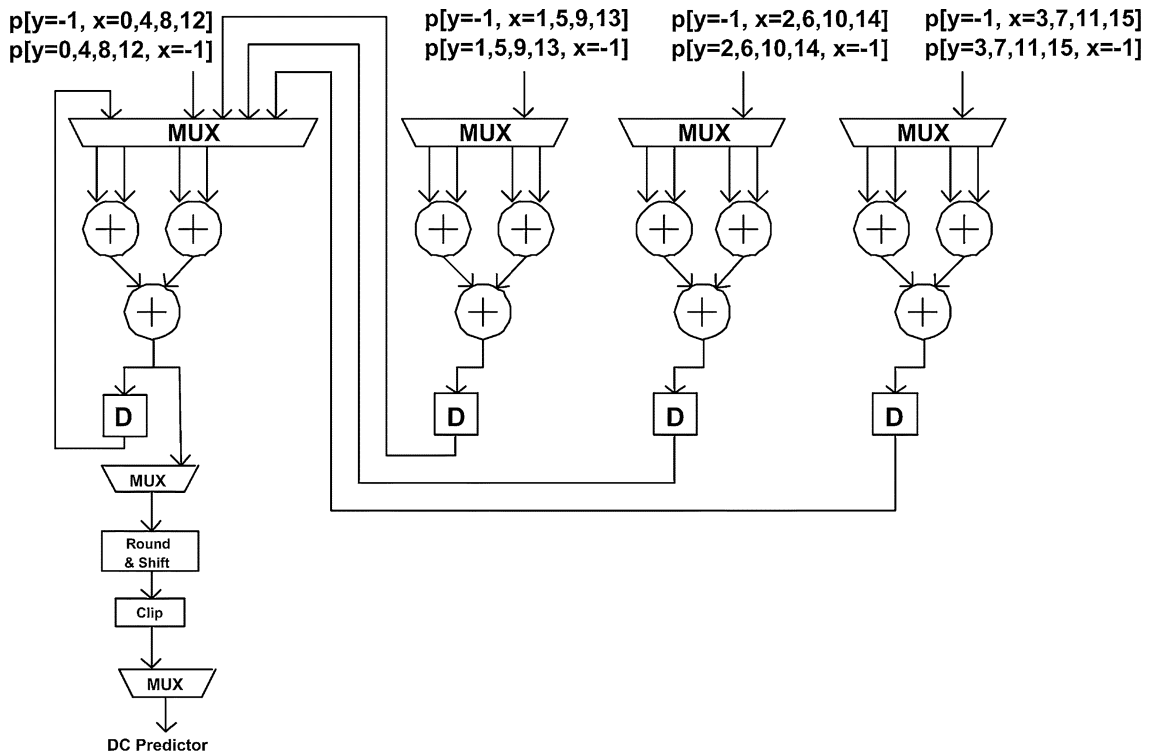 p[y=-1, x=0,4,8,12]
p[y=0,4,8,12, x=-1]
p[y=-1, x=1,5,9,13]
p[y=1,5,9,13, x=-1]
p[y=-1, x=2,6,10,14]
p[y=2,6,10,14, x=-1]
p[y=-1, x=3,7,11,15]
p[y=3,7,11,15, x=-1]
MUX
MUX
MUX
MUX
D
D
D
D
MUX
Round
& Shift
Clip
MUX
DC Predictor